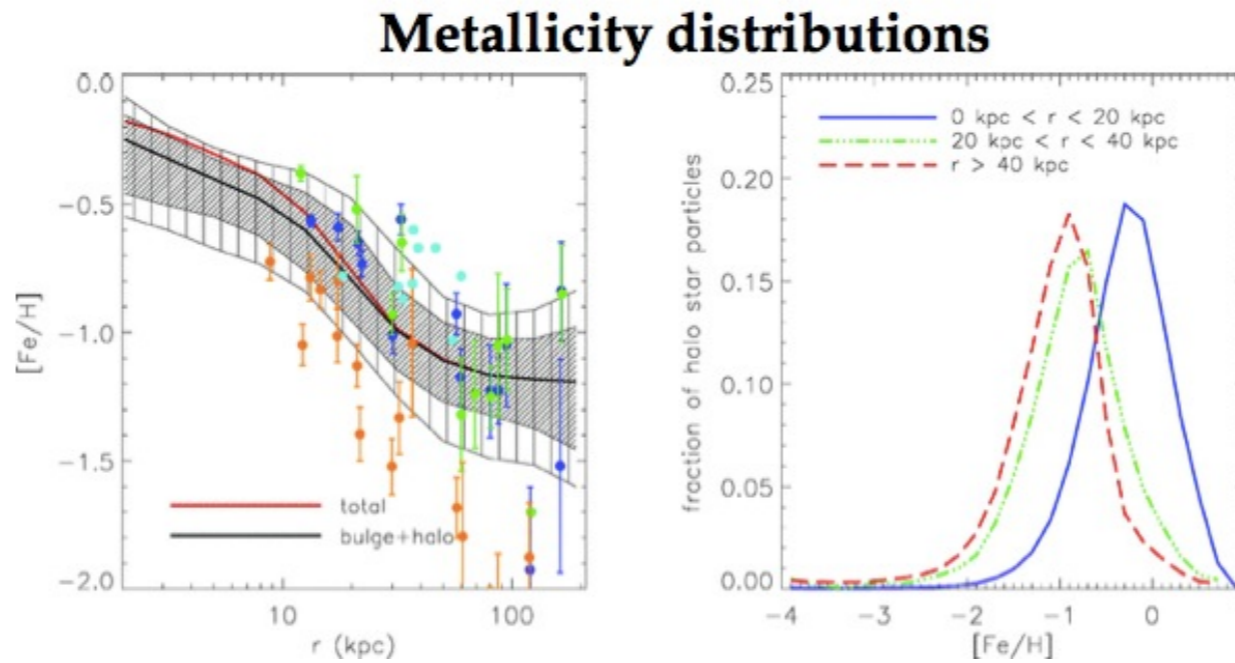 Metallicity distributions
0.0
−0.5
−1.0
−1.5
−2.0
[Fe/H]
total
bulge+halo
10
100
r (kpc)
0.25
0.20
0.15
0.10
0.05
0.00
fraction of halo star particles
0 kpc < r < 20 kpc
20 kpc < r < 40 kpc
r > 40 kpc
−4
−3
−2
−1
0
[Fe/H]